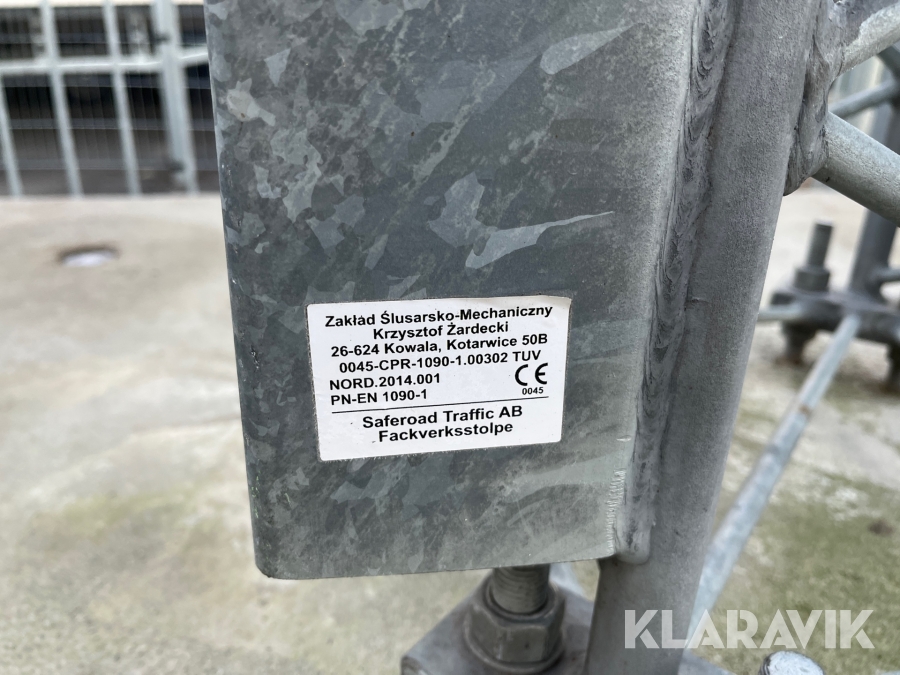 Zakład Ślusarsko-Mechaniczny
Krzysztof Żardecki
26-624 Kowala, Kotarwice 50B
0045-CPR-1090-1.00302 TUV
NORD.2014.001
PN-EN 1090-1
CE
0045
Saferoad Traffic AB
Fackverksstolpe
KLARAVIK